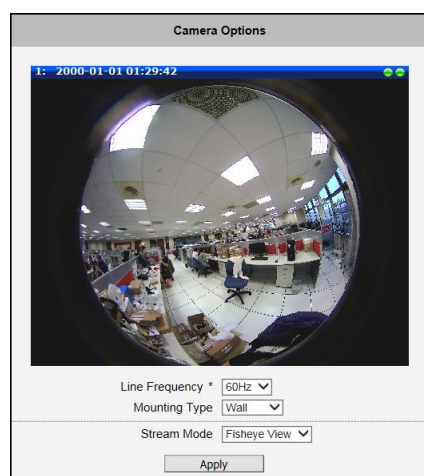 Camera Options
1: 2000-01-01 01:29:42
Line Frequency * 60Hz
Mounting Type Wall
Stream Mode Fisheye View
Apply